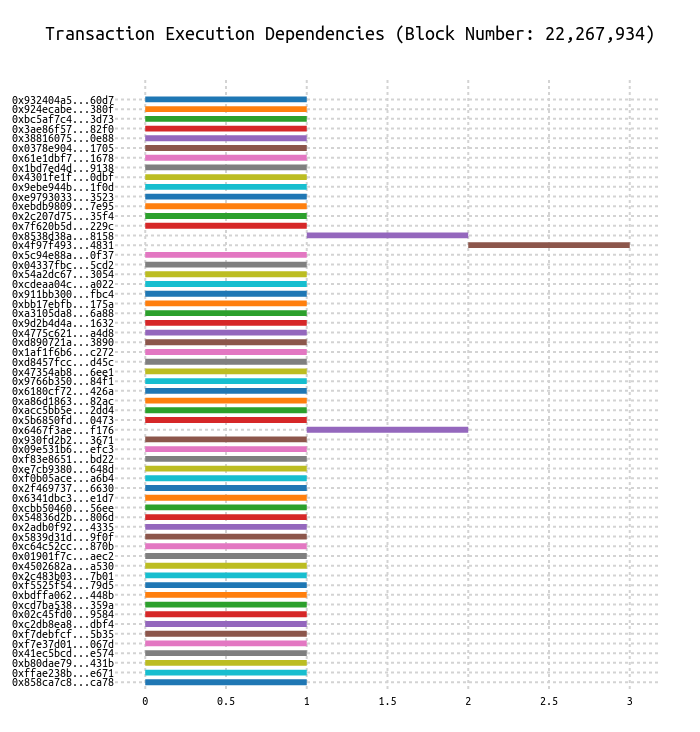 Transaction Execution Dependencies (Block Number: 22,267,934)
0x932404a5...60d7
0x924ecabe...380f
0xbc5af7c4...3d73
0x3ae86f57...82f0
0x38816075...0e88
0x0378e904...1705
0x61e1dbf7...1678
0x1bd7ed4d...9138
0x4301fe1f...0dbf
0x9ebe944b...1f0d
0xe9793033...3523
0xebdb9809...7e95
0x2c207d75...35f4
0x7f620b5d...229c
0x8538d38a...8158
0x4f97f493...4831
0x5c94e88a...0f37
0x04337fbc...5cd2
0x54a2dc67...3054
0xcdeaa04c...a022
0x911bb300...fbc4
0xbb17ebfb...175a
0xa3105da8...6a88
0x9d2b4d4a...1632
0x4775c621...a4d8
0xd890721a...3890
0x1af1f6b6...c272
0xd8457fcc...d45c
0x47354ab8...6ee1
0x9766b350...84f1
0x6180cf72...426a
0xa86d1863...82ac
0xacc5bb5e...2dd4
0x5b6850fd...0473
0x6467f3ae...f176
0x930fd2b2...3671
0x09e531b6...efc3
0xf83e8651...bd22
0xe7cb9380...648d
0xf0b05ace...a6b4
0x2f469737...6630
0x6341dbc3...e1d7
0xcbb50460...56ee
0x54836d2b...806d
0x2adb0f92...4335
0x5839d31d...9f0f
0xc64c52cc...870b
0x01901f7c...aec2
0x4502682a...a530
0x2c483b03...7b01
0xf5525f54...79d5
0xbdffa062...448b
0xcd7ba538...359a
0x02c45fd0...9584
0xc2db8ea8...dbf4
0xf7debfcf...5b35
0xf7e37d01...067d
0x41ec5bcd...e574
0xb80dae79...431b
0xffae238b...e671
0x858ca7c8...ca78
0 0.5 1 1.5 2 2.5 3